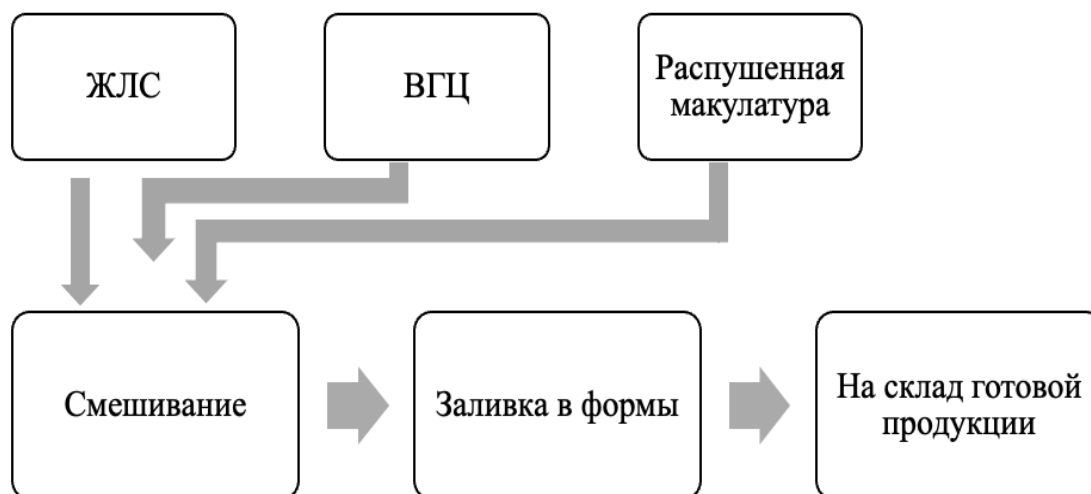 ЖЛС
ВГЦ
Распушенная
макулатура
Смешивание
Заливка в формы
На склад готовой
продукции